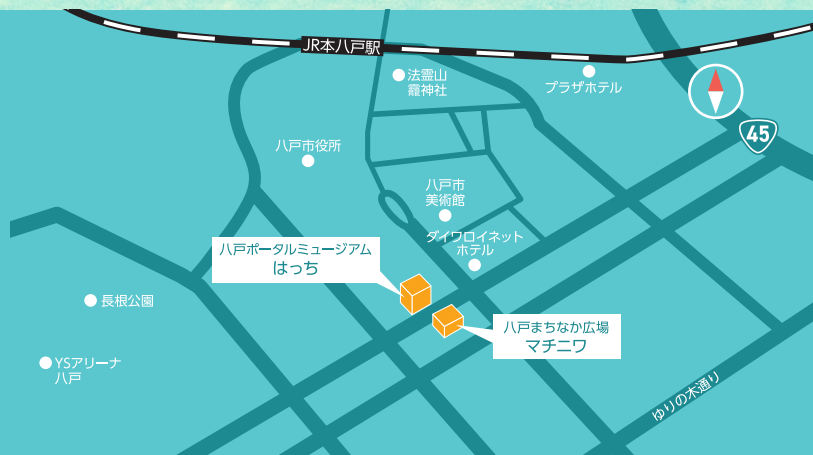 JR本八戸駅
法霊山
龗神社
プラザホテル
45
八戸市役所
八戸市
美術館
ダイワロイネット
ホテル
八戸ポータルミュージアム
はっち
長根公園
八戸まちなか広場
マチニワ
YSアリーナ
八戸
ゆりの木通り